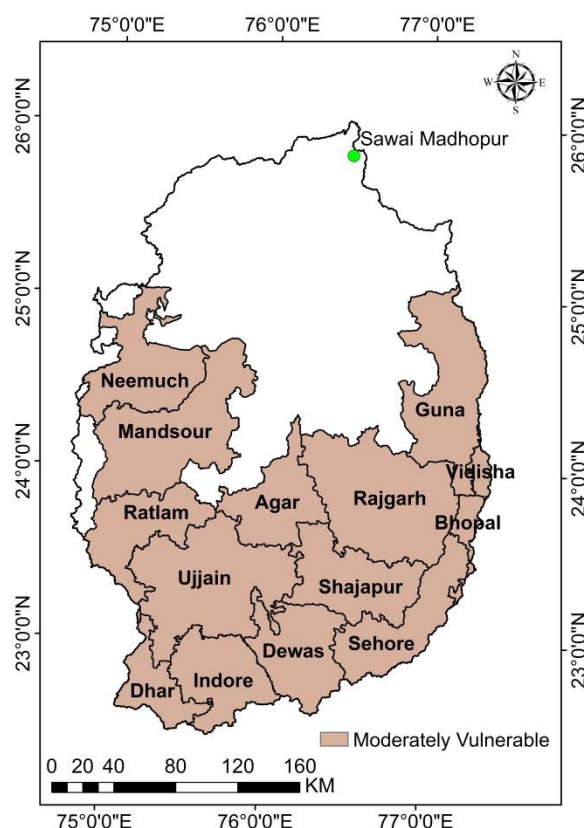 75°0'0"E 76°0'0"E 77°0'0"E
N
W E
S
26°0'0"N 26°0'0"N
Sawai Madhopur
25°0'0"N 25°0'0"N
Neemuch
Guna
Mandsour
24°0'0"N 24°0'0"N
Vidisha
Agar Rajgarh
Ratlam
Bhopal
Ujjain Shajapur
23°0'0"N 23°0'0"N
Dewas Sehore
Dhar Indore
Moderately Vulnerable
0 20 40 80 120 160
KM
75°0'0"E 76°0'0"E 77°0'0"E